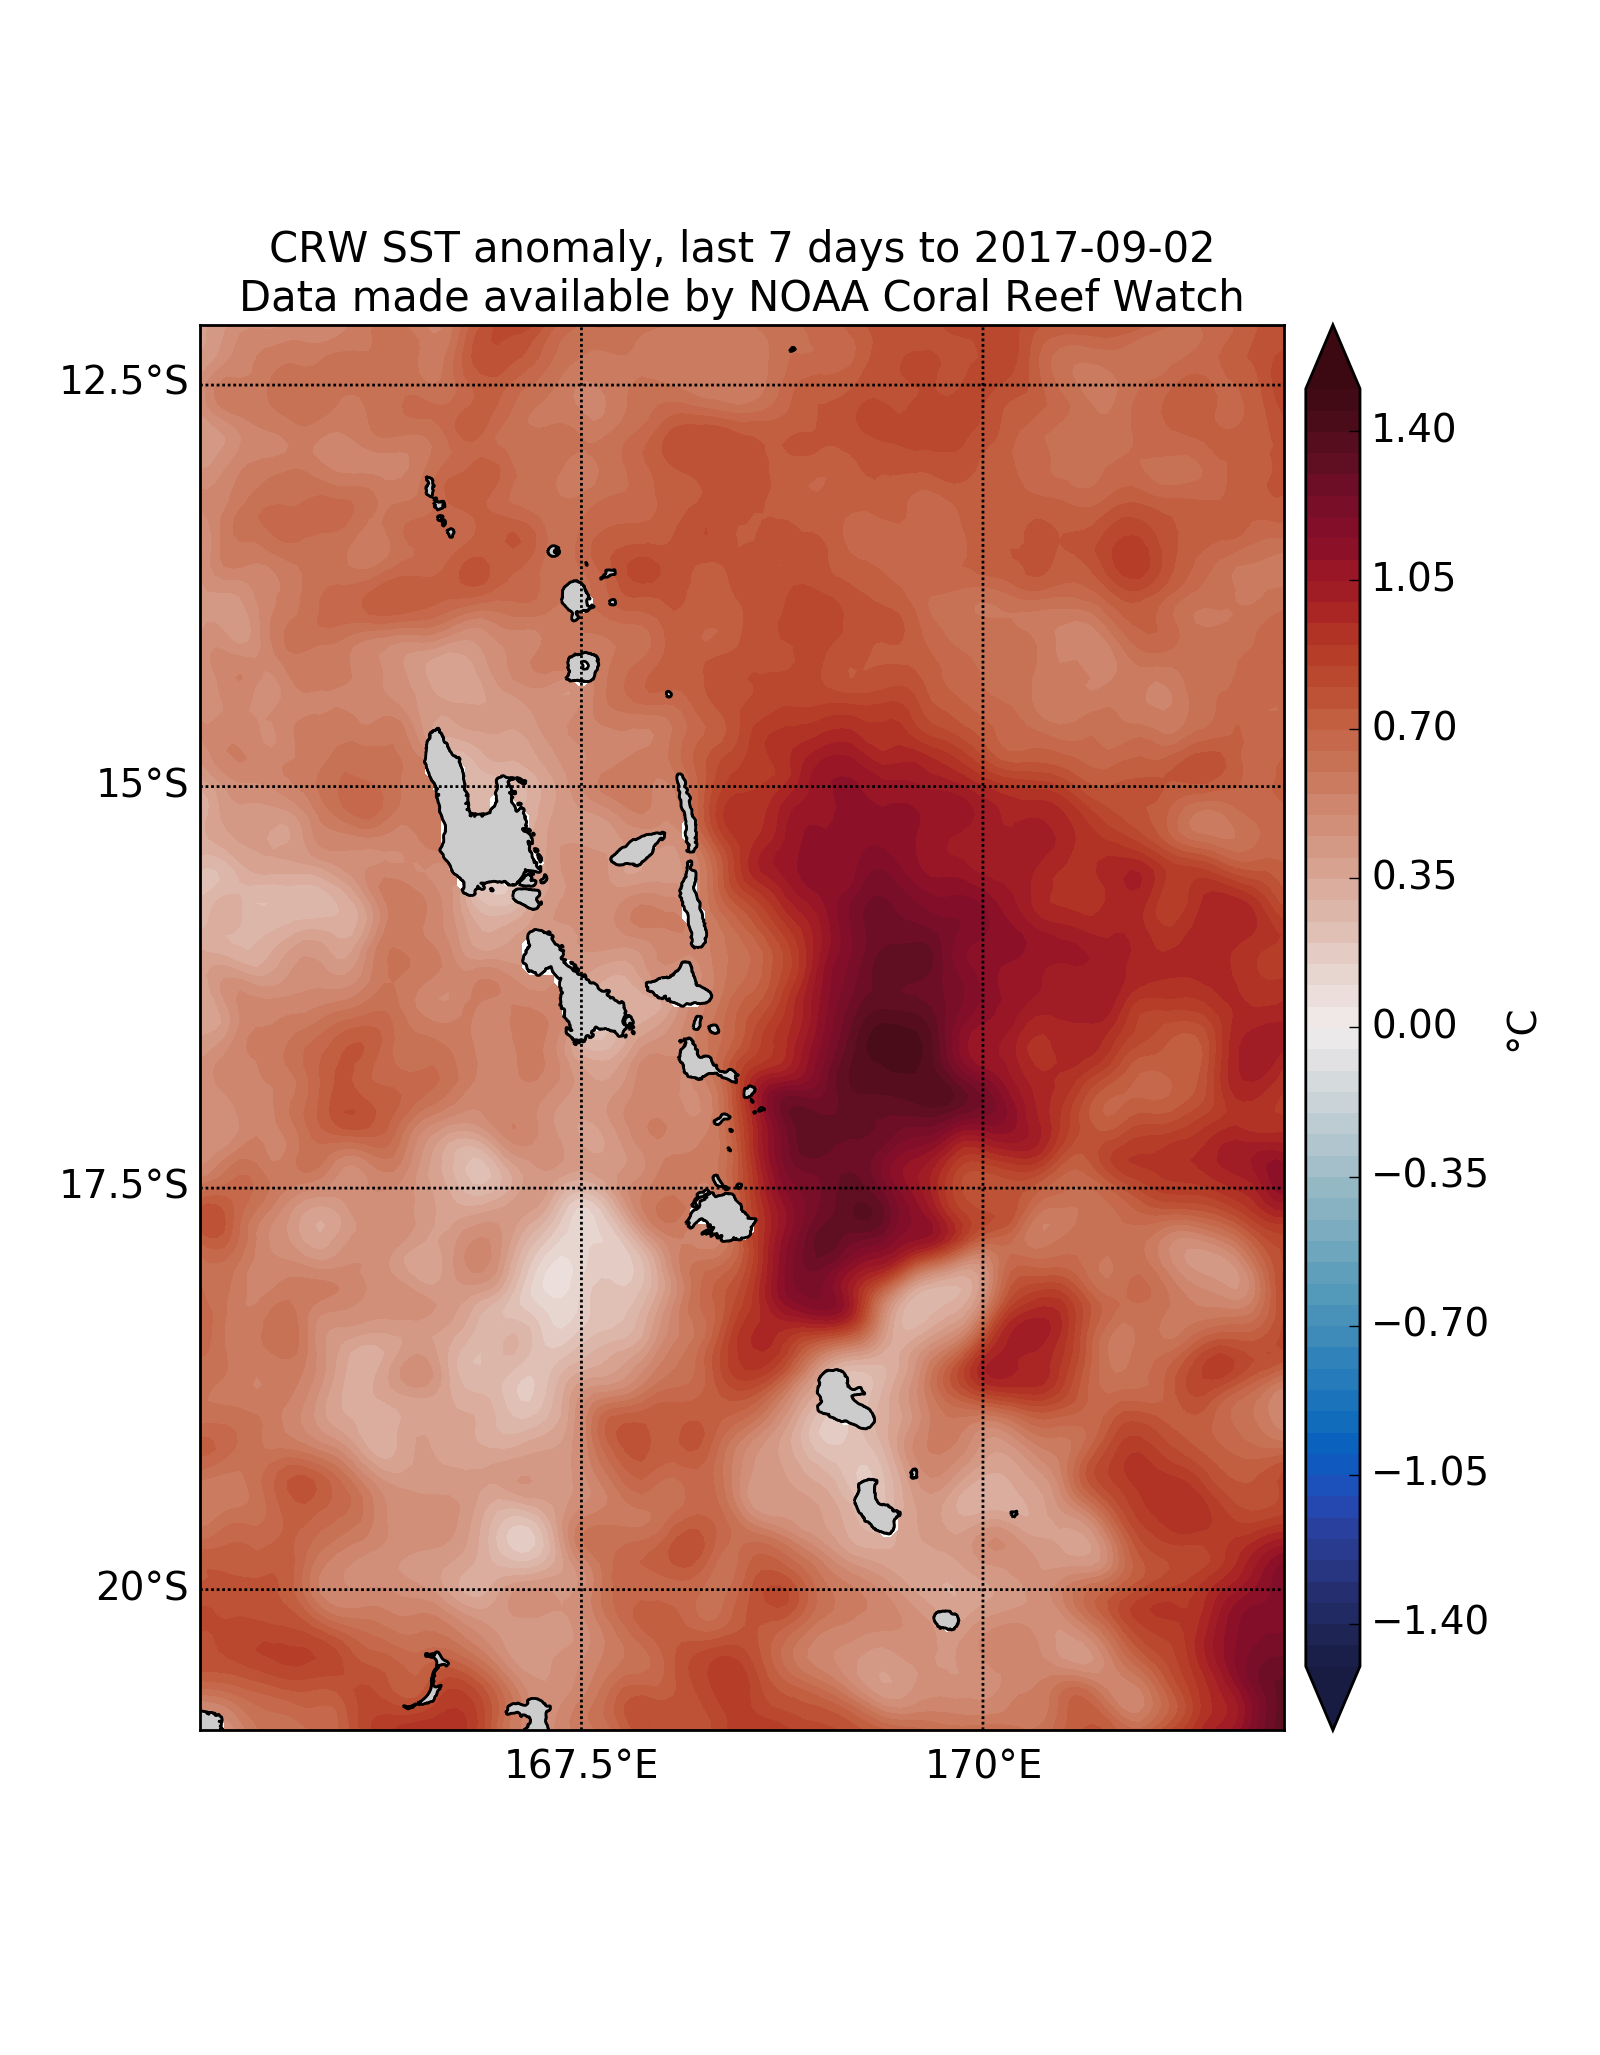 CRW SST anomaly, last 7 days to 2017-09-02
Data made available by NOAA Coral Reef Watch
12.5°S
15°S
17.5°S
20°S
167.5°E
170°E
1.40
1.05
0.70
0.35
0.00
−0.35
−0.70
−1.05
−1.40
°C